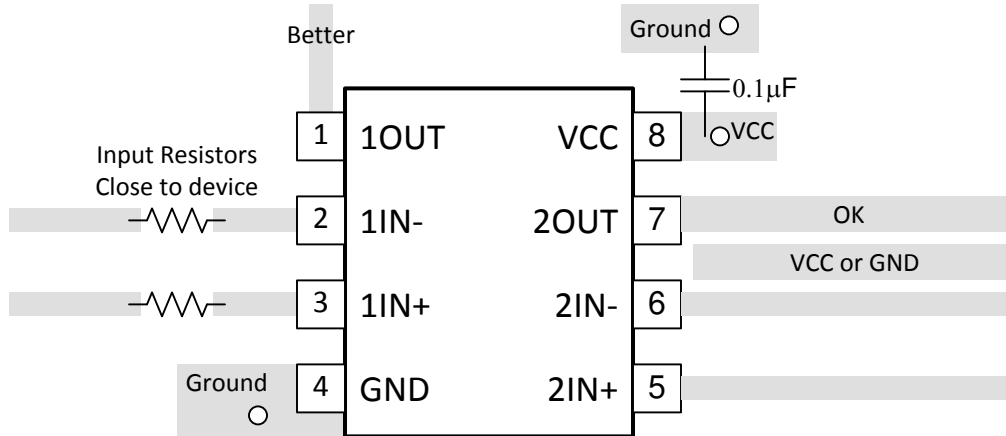 Better
Ground
0.1μF
1 1OUT VCC 8 VCC
Input Resistors
Close to device
2 1IN- 2OUT 7 OK
VCC or GND
3 1IN+ 2IN- 6
Ground
4 GND 2IN+ 5